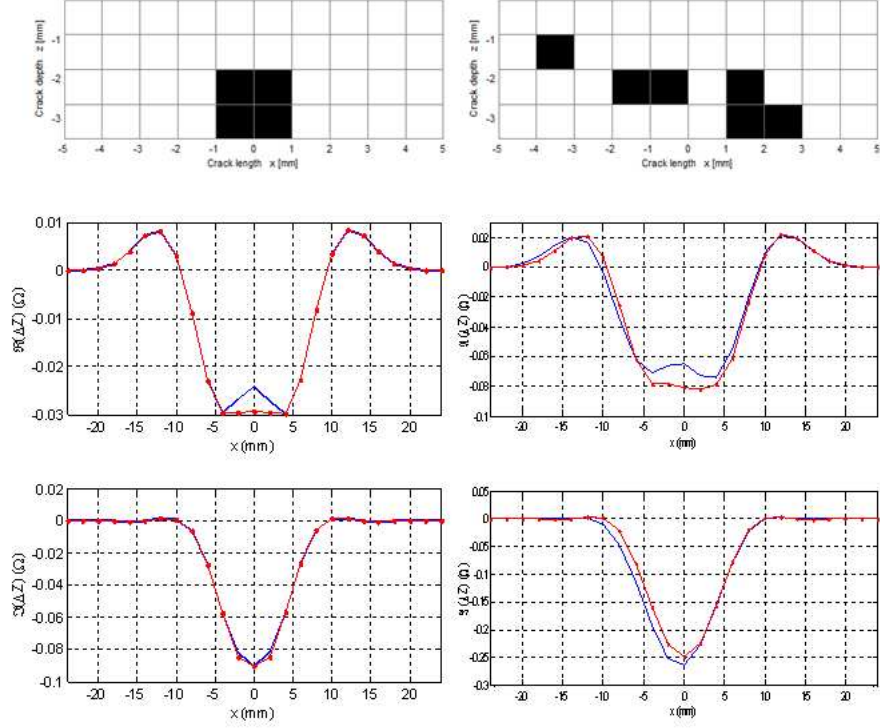 Crack depth z [mm]
-1
-2
-3
-5 -4 -3 -2 -1 0 1 2 3 4 5
Crack length x [mm]
Crack depth z [mm]
-1
-2
-3
-5 -4 -3 -2 -1 0 1 2 3 4 5
Crack length x [mm]
ℜ(ΔZ) (Ω)
0.01
0
-0.01
-0.02
-0.03
-20 -15 -10 -5 0 5 10 15 20
x (mm)
(ΔZ) (Ω)
0.02
0
-0.02
-0.04
-0.06
-0.08
-0.1
-20 -15 -10 -5 0 5 10 15 20
x (mm)
ℑ(ΔZ) (Ω)
0.02
0
-0.02
-0.04
-0.06
-0.08
-0.1
-20 -15 -10 -5 0 5 10 15 20
x (mm)
(ΔZ) (Ω)
0.05
0
-0.05
-0.1
-0.15
-0.2
-0.25
-0.3
-20 -15 -10 -5 0 5 10 15 20
x (mm)